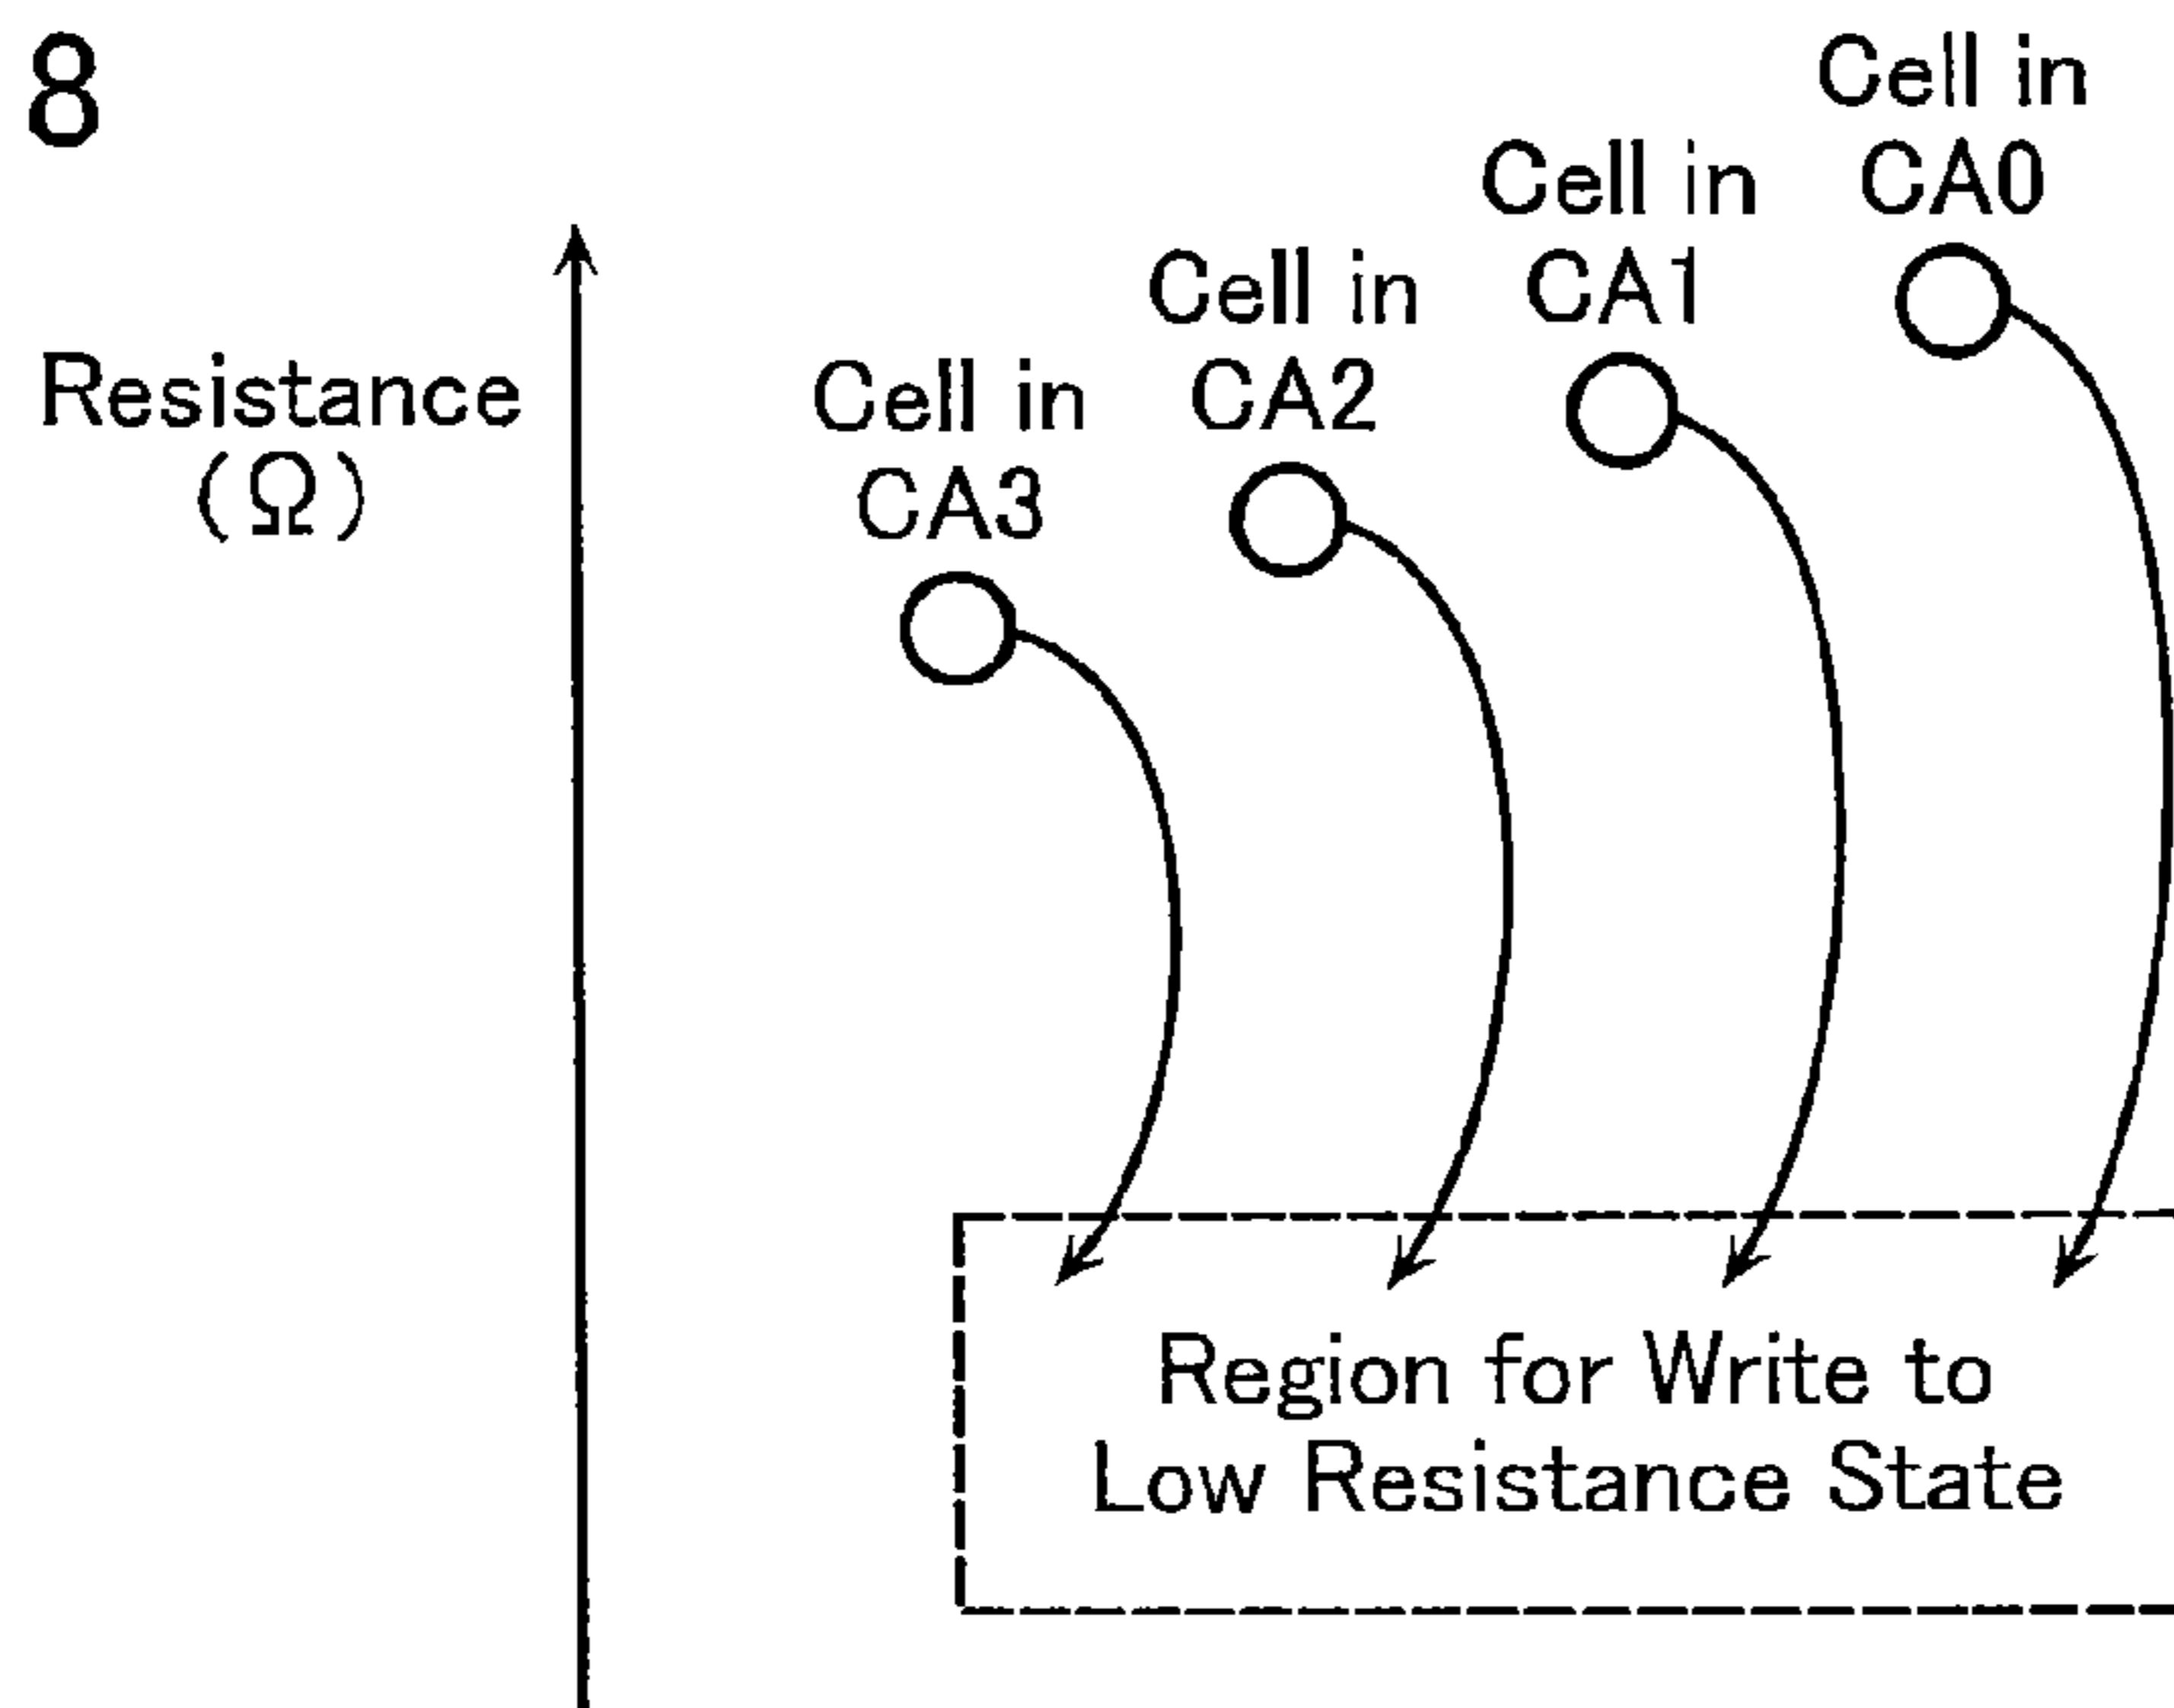 8
Cell in
CA0
Cell in
CA1
Cell in
CA2
Cell in
CA3
Resistance
(Ω)
Region for Write to
Low Resistance State